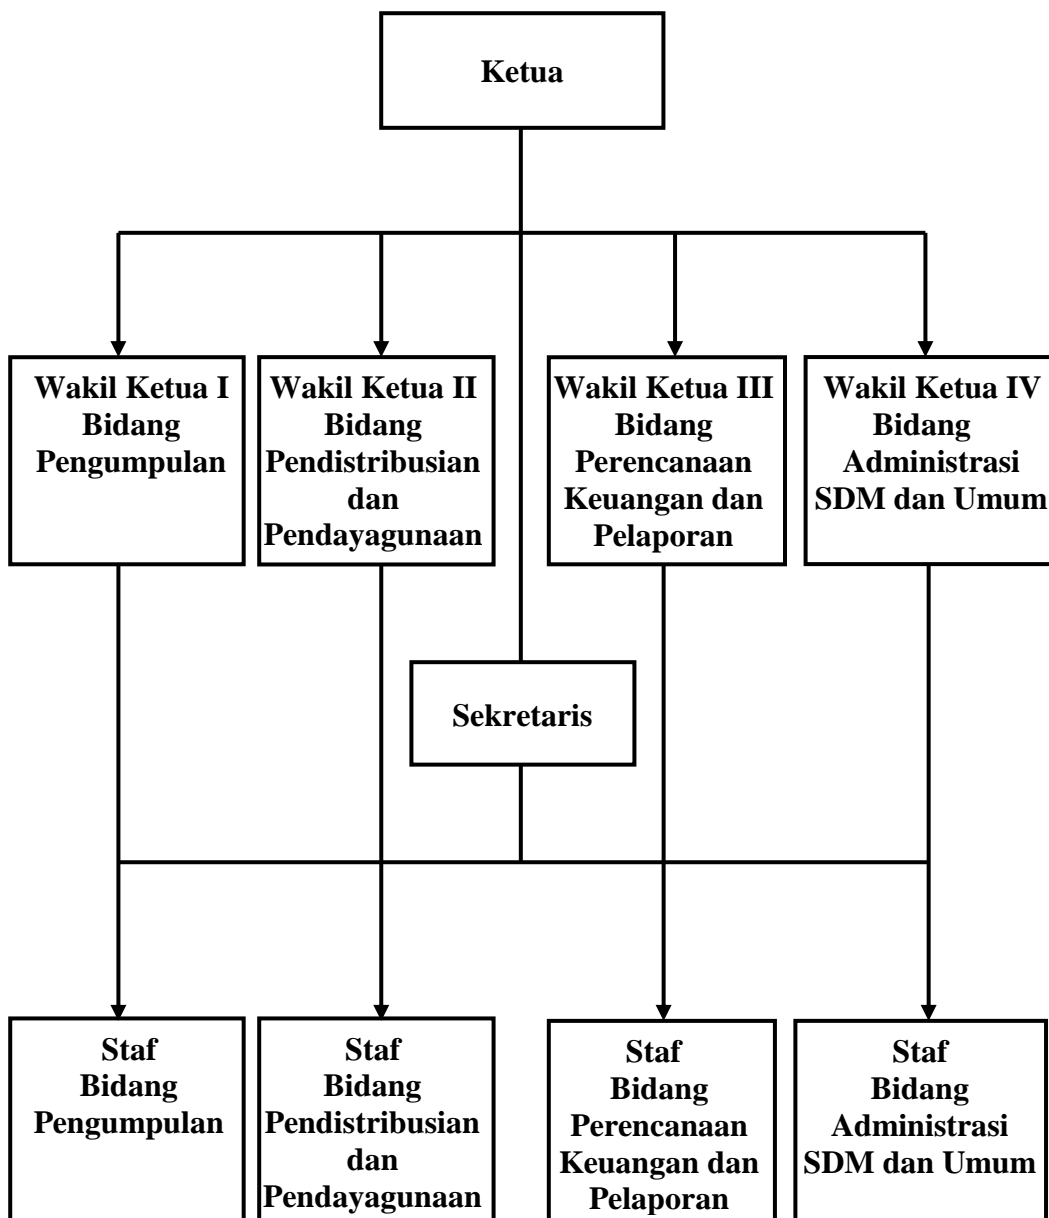 Ketua
Wakil Ketua I
Bidang
Pengumpulan
Wakil Ketua II
Bidang
Pendistribusian
dan
Pendayagunaan
Wakil Ketua III
Bidang
Perencanaan
Keuangan dan
Pelaporan
Wakil Ketua IV
Bidang
Administrasi
SDM dan Umum
Sekretaris
Staf
Bidang
Pengumpulan
Staf
Bidang
Pendistribusian
dan
Pendayagunaan
Staf
Bidang
Perencanaan
Keuangan dan
Pelaporan
Staf
Bidang
Administrasi
SDM dan Umum